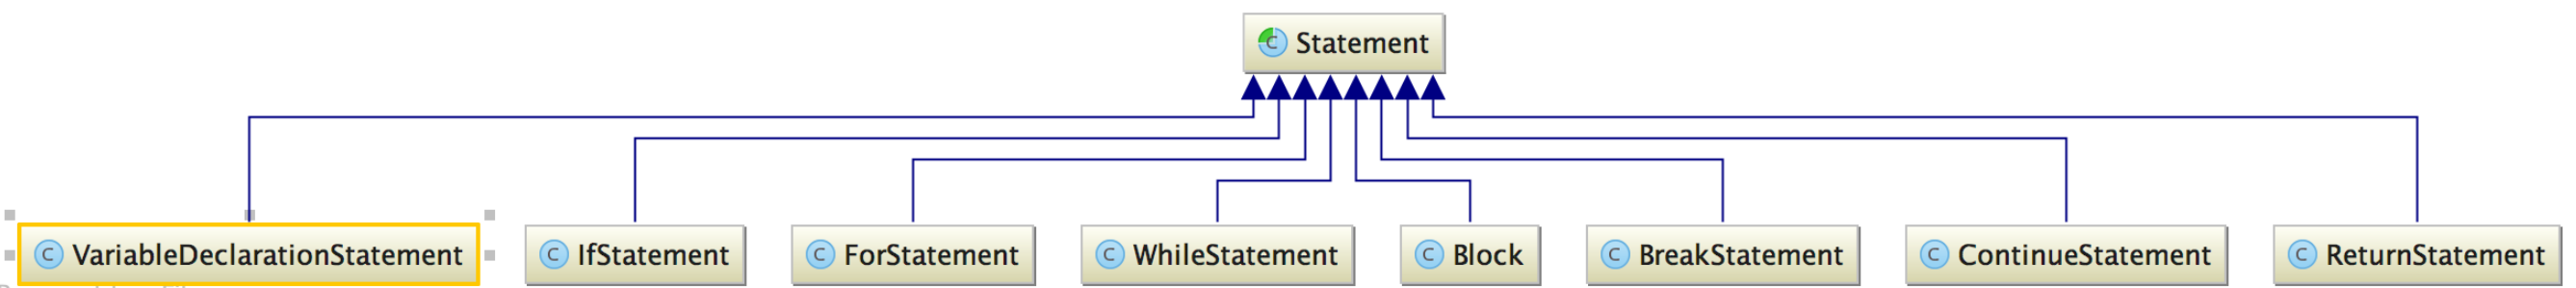 Statement
VariableDeclarationStatement
IfStatement
ForStatement
WhileStatement
Block
BreakStatement
ContinueStatement
ReturnStatement